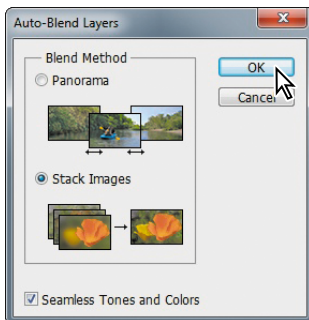 Auto-Blend Layers
Blend Method
Panorama
Stack Images
Seamless Tones and Colors
OK
Cancel